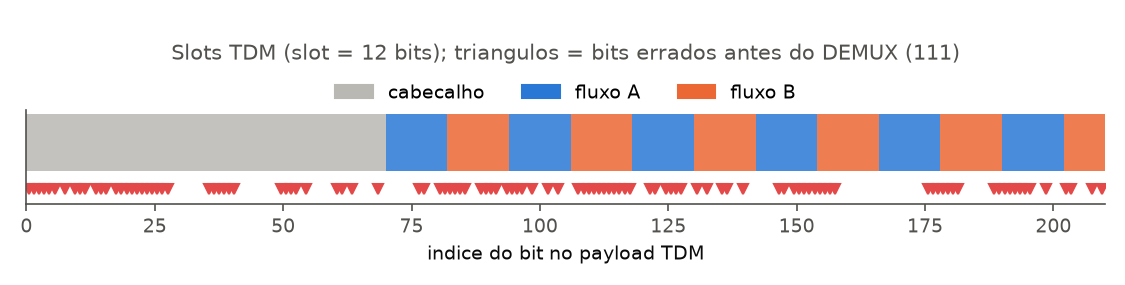 Slots TDM (slot = 12 bits); triangulos = bits errados antes do DEMUX (111)
cabecalho fluxo A fluxo B
0 25 50 75 100 125 150 175 200
indice do bit no payload TDM